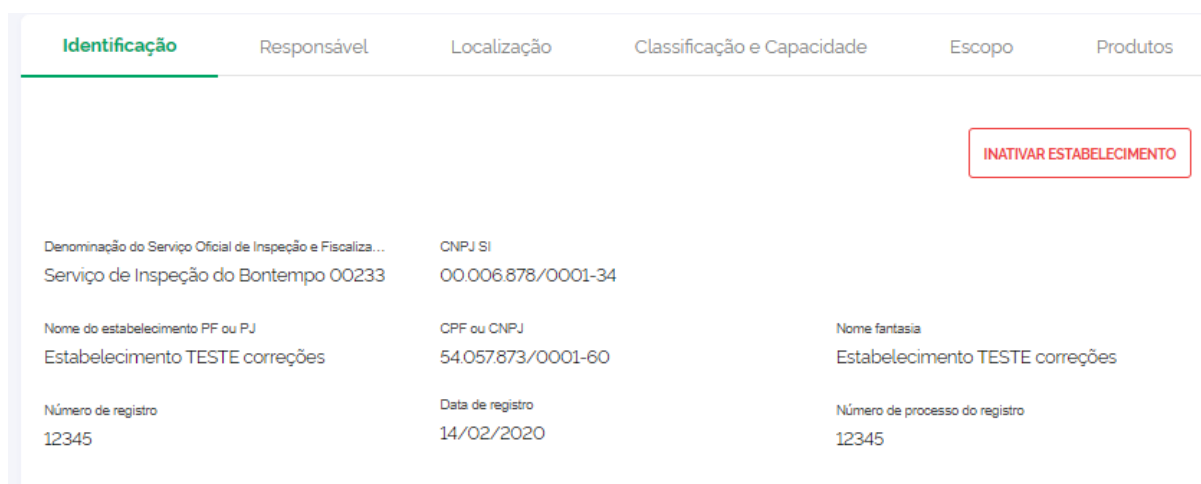 Identificação Responsável Localização Classificação e Capacidade Escopo Produtos
INATIVAR ESTABELECIMENTO
Denominação do Serviço Oficial de Inspeção e Fiscaliza... CNPJ SI
Serviço de Inspeção do Bontempo 00233 00.006.878/0001-34
Nome do estabelecimento PF ou PJ CPF ou CNPJ Nome fantasia
Estabelecimento TESTE correções 54.057.873/0001-60 Estabelecimento TESTE correções
Número de registro Data de registro Número de processo do registro
12345 14/02/2020 12345